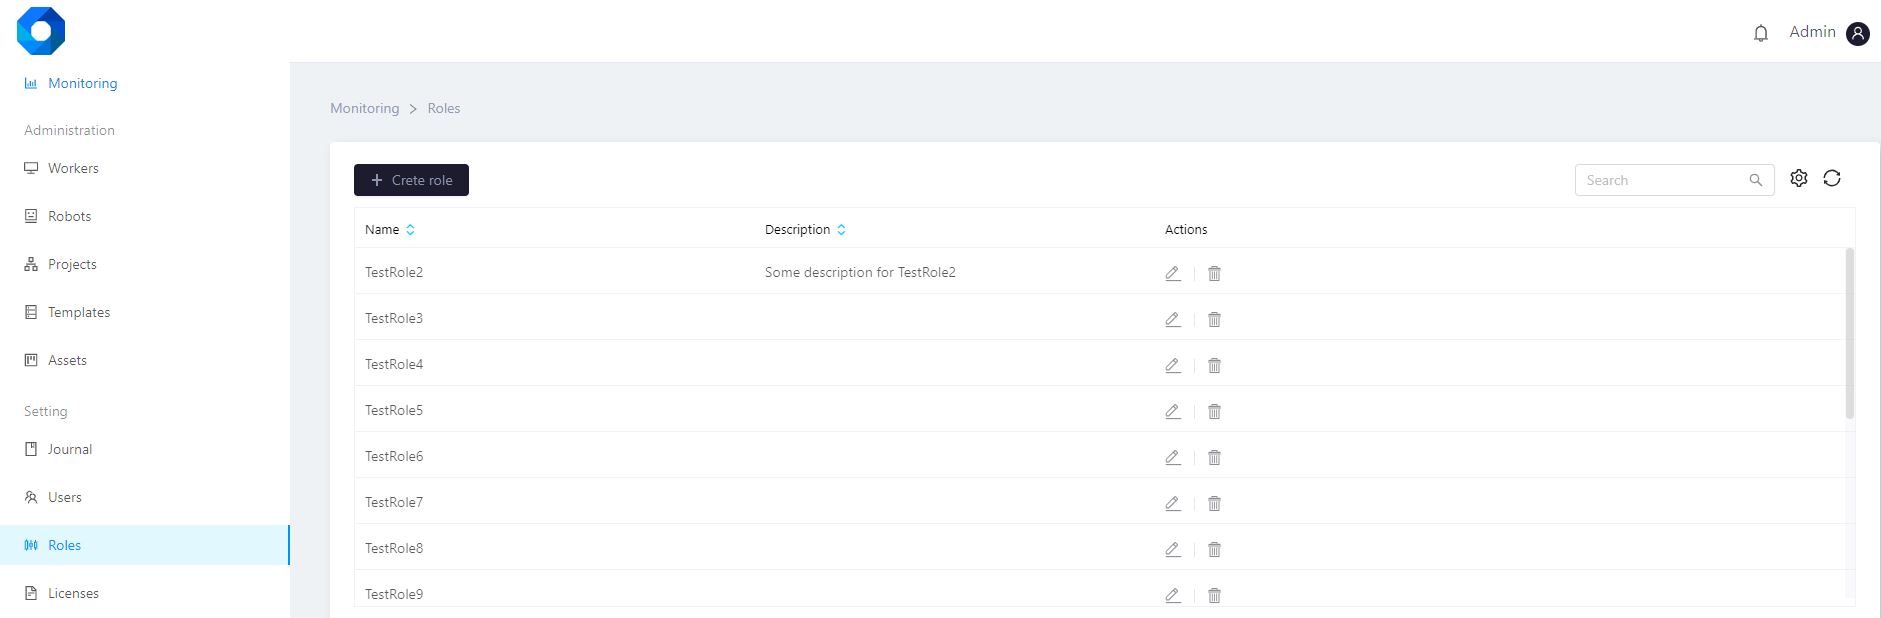 Admin
Monitoring
Administration
Workers
Robots
Projects
Templates
Assets
Setting
Journal
Users
Roles
Licenses
Monitoring > Roles
+ Crete role
Search
Name Description Actions
TestRole2 Some description for TestRole2
TestRole3
TestRole4
TestRole5
TestRole6
TestRole7
TestRole8
TestRole9